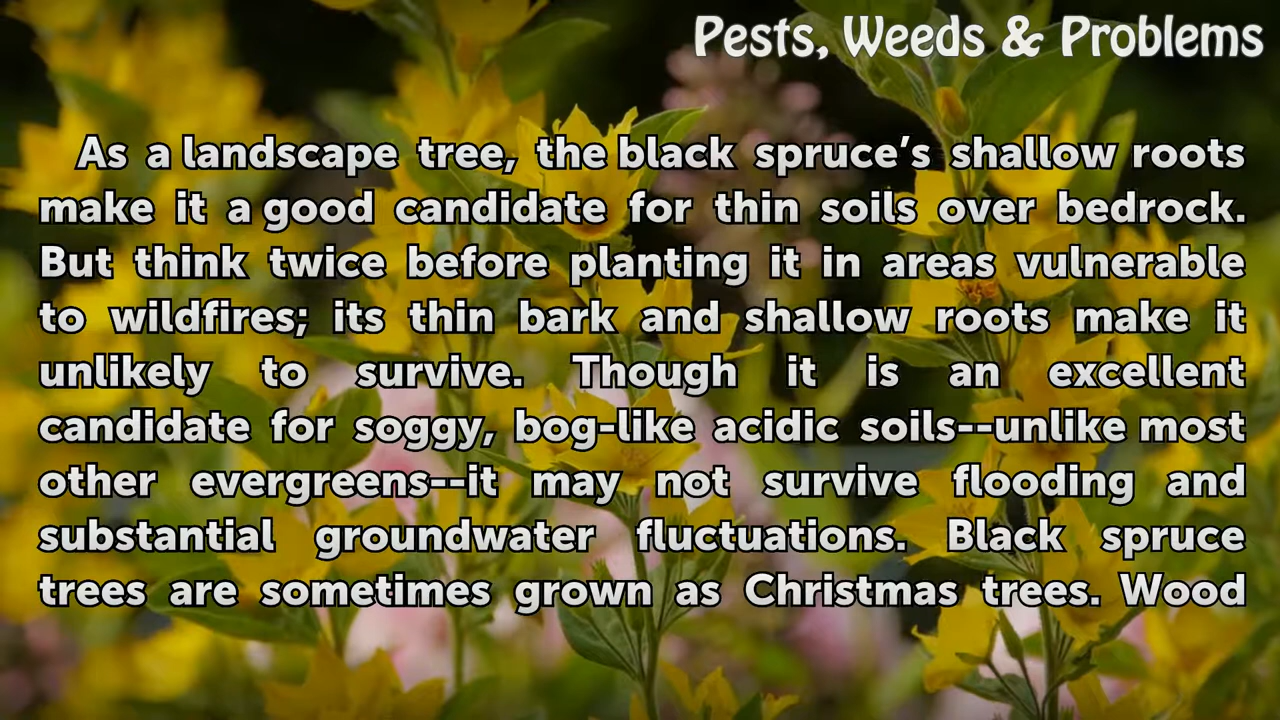 Pests, Weeds & Problems
As a landscape tree, the black spruce’s shallow roots
make it a good candidate for thin soils over bedrock.
But think twice before planting it in areas vulnerable
to wildfires; its thin bark and shallow roots make it
unlikely to survive. Though it is an excellent
candidate for soggy, bog-like acidic soils--unlike most
other evergreens--it may not survive flooding and
substantial groundwater fluctuations. Black spruce
trees are sometimes grown as Christmas trees. Wood